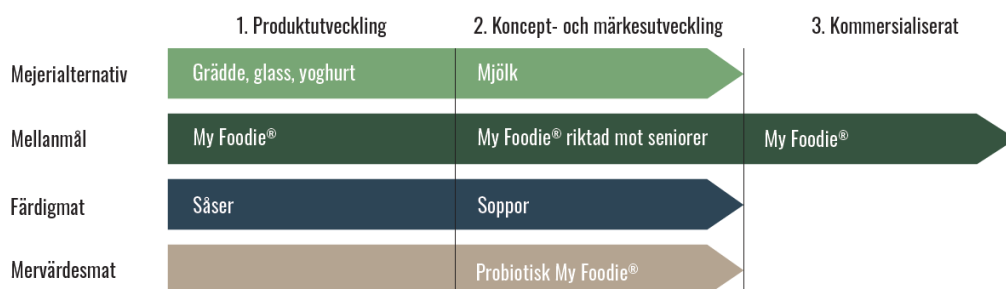 1. Produktutveckling 2. Koncept- och märkesutveckling 3. Kommersialiserat
Mejerialternativ Grädde, glass, yoghurt Mjölk
Mellanmål My Foodie® My Foodie® riktad mot seniorer My Foodie®
Färdigmat Såser Soppor
Mervärdesmat Probiotisk My Foodie®